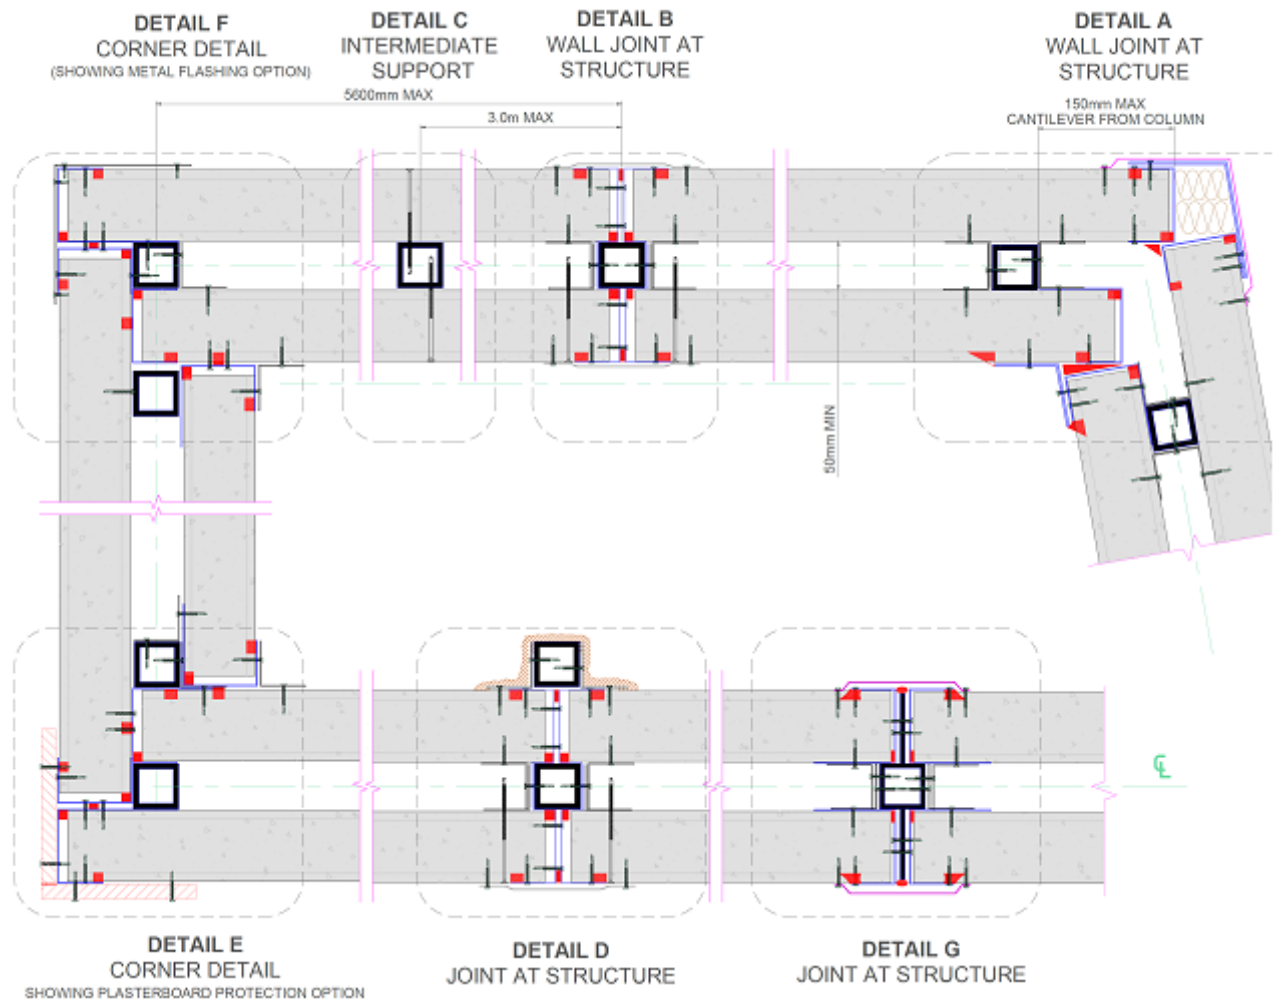 DETAIL F
CORNER DETAIL
(SHOWING METAL FLASHING OPTION)
DETAIL C
INTERMEDIATE
SUPPORT
DETAIL B
WALL JOINT AT
STRUCTURE
DETAIL A
WALL JOINT AT
STRUCTURE
5600mm MAX
3.0m MAX
150mm MAX
CANTILEVER FROM COLUMN
50mm MIN
℄
DETAIL E
CORNER DETAIL
SHOWING PLASTERBOARD PROTECTION OPTION
DETAIL D
JOINT AT STRUCTURE
DETAIL G
JOINT AT STRUCTURE